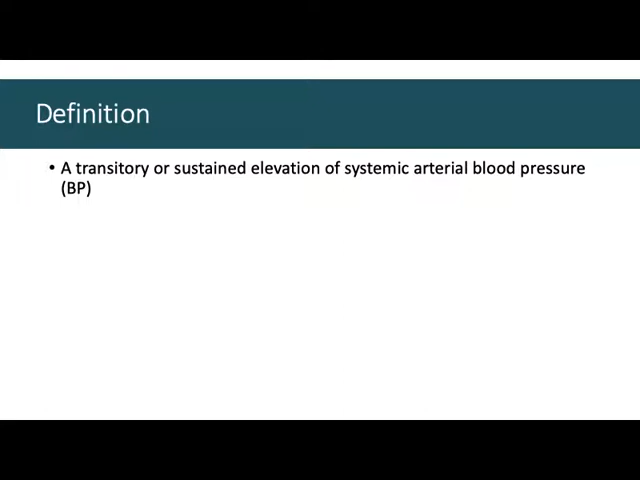 Definition
• A transitory or sustained elevation of systemic arterial blood pressure
(BP)